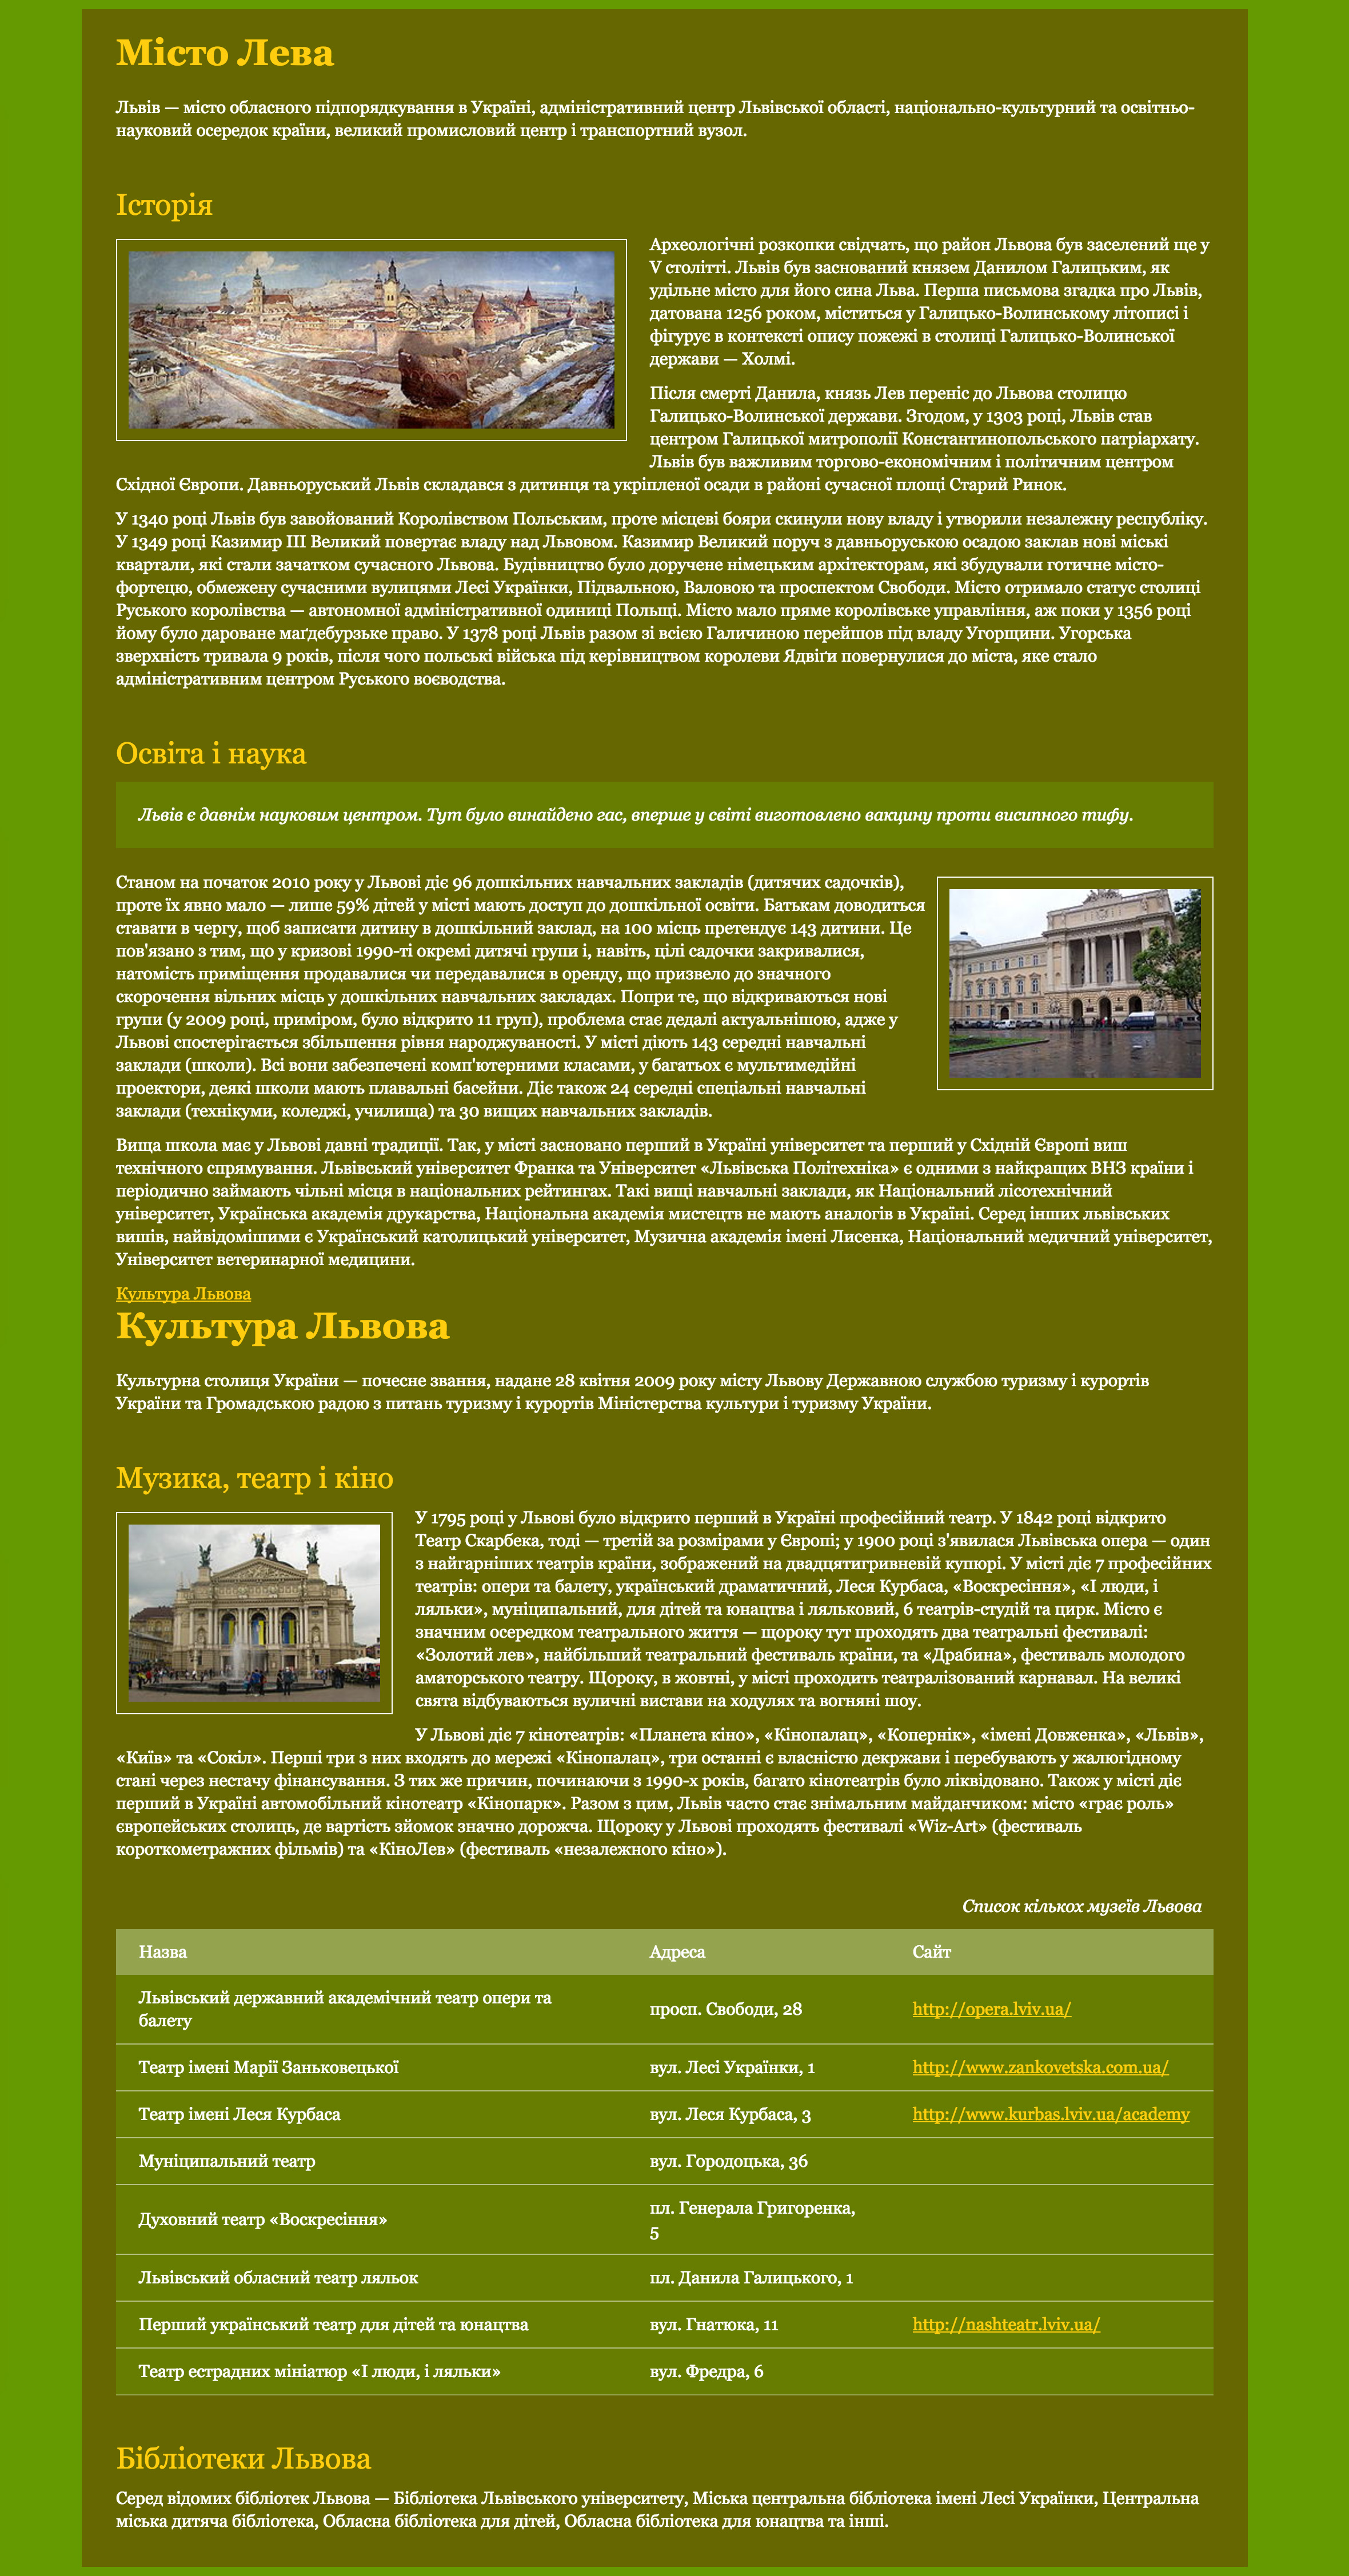 Місто Лева
Львів — місто обласного підпорядкування в Україні, адміністративний центр Львівської області, національно-культурний та освітньо-
науковий осередок країни, великий промисловий центр і транспортний вузол.
Історія
Археологічні розкопки свідчать, що район Львова був заселений ще у
V столітті. Львів був заснований князем Данилом Галицьким, як
удільне місто для його сина Льва. Перша письмова згадка про Львів,
датована 1256 роком, міститься у Галицько-Волинському літописі і
фігурує в контексті опису пожежі в столиці Галицько-Волинської
держави — Холмі.
Після смерті Данила, князь Лев переніс до Львова столицю
Галицько-Волинської держави. Згодом, у 1303 році, Львів став
центром Галицької митрополії Константинопольського патріархату.
Львів був важливим торгово-економічним і політичним центром
Східної Європи. Давньоруський Львів складався з дитинця та укріпленої осади в районі сучасної площі Старий Ринок.
У 1340 році Львів був завойований Королівством Польським, проте місцеві бояри скинули нову владу і утворили незалежну республіку.
У 1349 році Казимир III Великий повертає владу над Львовом. Казимир Великий поруч з давньоруською осадою заклав нові міські
квартали, які стали зачатком сучасного Львова. Будівництво було доручене німецьким архітекторам, які збудували готичне місто-
фортецю, обмежену сучасними вулицями Лесі Українки, Підвальною, Валовою та проспектом Свободи. Місто отримало статус столиці
Руського королівства — автономної адміністративної одиниці Польщі. Місто мало пряме королівське управління, аж поки у 1356 році
йому було дароване маґдебурзьке право. У 1378 році Львів разом зі всією Галичиною перейшов під владу Угорщини. Угорська
зверхність тривала 9 років, після чого польські війська під керівництвом королеви Ядвіґи повернулися до міста, яке стало
адміністративним центром Руського воєводства.
Освіта і наука
Львів є давнім науковим центром. Тут було винайдено гас, вперше у світі виготовлено вакцину проти висипного тифу.
Станом на початок 2010 року у Львові діє 96 дошкільних навчальних закладів (дитячих садочків),
проте їх явно мало — лише 59% дітей у місті мають доступ до дошкільної освіти. Батькам доводиться
ставати в чергу, щоб записати дитину в дошкільний заклад, на 100 місць претендує 143 дитини. Це
пов'язано з тим, що у кризові 1990-ті окремі дитячі групи і, навіть, цілі садочки закривалися,
натомість приміщення продавалися чи передавалися в оренду, що призвело до значного
скорочення вільних місць у дошкільних навчальних закладах. Попри те, що відкриваються нові
групи (у 2009 році, приміром, було відкрито 11 груп), проблема стає дедалі актуальнішою, адже у
Львові спостерігається збільшення рівня народжуваності. У місті діють 143 середні навчальні
заклади (школи). Всі вони забезпечені комп'ютерними класами, у багатьох є мультимедійні
проектори, деякі школи мають плавальні басейни. Діє також 24 середні спеціальні навчальні
заклади (технікуми, коледжі, училища) та 30 вищих навчальних закладів.
Вища школа має у Львові давні традиції. Так, у місті засновано перший в Україні університет та перший у Східній Європі виш
технічного спрямування. Львівський університет Франка та Університет «Львівська Політехніка» є одними з найкращих ВНЗ країни і
періодично займають чільні місця в національних рейтингах. Такі вищі навчальні заклади, як Національний лісотехнічний
університет, Українська академія друкарства, Національна академія мистецтв не мають аналогів в Україні. Серед інших львівських
вишів, найвідомішими є Український католицький університет, Музична академія імені Лисенка, Національний медичний університет,
Університет ветеринарної медицини.
Культура Львова
Культура Львова
Культурна столиця України — почесне звання, надане 28 квітня 2009 року місту Львову Державною службою туризму і курортів
України та Громадською радою з питань туризму і курортів Міністерства культури і туризму України.
Музика, театр і кіно
У 1795 році у Львові було відкрито перший в Україні професійний театр. У 1842 році відкрито
Театр Скарбека, тоді — третій за розмірами у Європі; у 1900 році з'явилася Львівська опера — один
з найгарніших театрів країни, зображений на двадцятигривневій купюрі. У місті діє 7 професійних
театрів: опери та балету, український драматичний, Леся Курбаса, «Воскресіння», «І люди, і
ляльки», муніципальний, для дітей та юнацтва і ляльковий, 6 театрів-студій та цирк. Місто є
значним осередком театрального життя — щороку тут проходять два театральні фестивалі:
«Золотий лев», найбільший театральний фестиваль країни, та «Драбина», фестиваль молодого
аматорського театру. Щороку, в жовтні, у місті проходить театралізований карнавал. На великі
свята відбуваються вуличні вистави на ходулях та вогняні шоу.
У Львові діє 7 кінотеатрів: «Планета кіно», «Кінопалац», «Копернік», «імені Довженка», «Львів»,
«Київ» та «Сокіл». Перші три з них входять до мережі «Кінопалац», три останні є власністю декржави і перебувають у жалюгідному
стані через нестачу фінансування. З тих же причин, починаючи з 1990-х років, багато кінотеатрів було ліквідовано. Також у місті діє
перший в Україні автомобільний кінотеатр «Кінопарк». Разом з цим, Львів часто стає знімальним майданчиком: місто «грає роль»
європейських столиць, де вартість зйомок значно дорожча. Щороку у Львові проходять фестивалі «Wiz-Art» (фестиваль
короткометражних фільмів) та «КіноЛев» (фестиваль «незалежного кіно»).
Список кількох музеїв Львова
Назва Адреса Сайт
Львівський державний академічний театр опери та
балету просп. Свободи, 28 http://opera.lviv.ua/
Театр імені Марії Заньковецької вул. Лесі Українки, 1 http://www.zankovetska.com.ua/
Театр імені Леся Курбаса вул. Леся Курбаса, 3 http://www.kurbas.lviv.ua/academy
Муніципальний театр вул. Городоцька, 36
Духовний театр «Воскресіння» пл. Генерала Григоренка,
5
Львівський обласний театр ляльок пл. Данила Галицького, 1
Перший український театр для дітей та юнацтва вул. Гнатюка, 11 http://nashteatr.lviv.ua/
Театр естрадних мініатюр «І люди, і ляльки» вул. Фредра, 6
Бібліотеки Львова
Серед відомих бібліотек Львова — Бібліотека Львівського університету, Міська центральна бібліотека імені Лесі Українки, Центральна
міська дитяча бібліотека, Обласна бібліотека для дітей, Обласна бібліотека для юнацтва та інші.